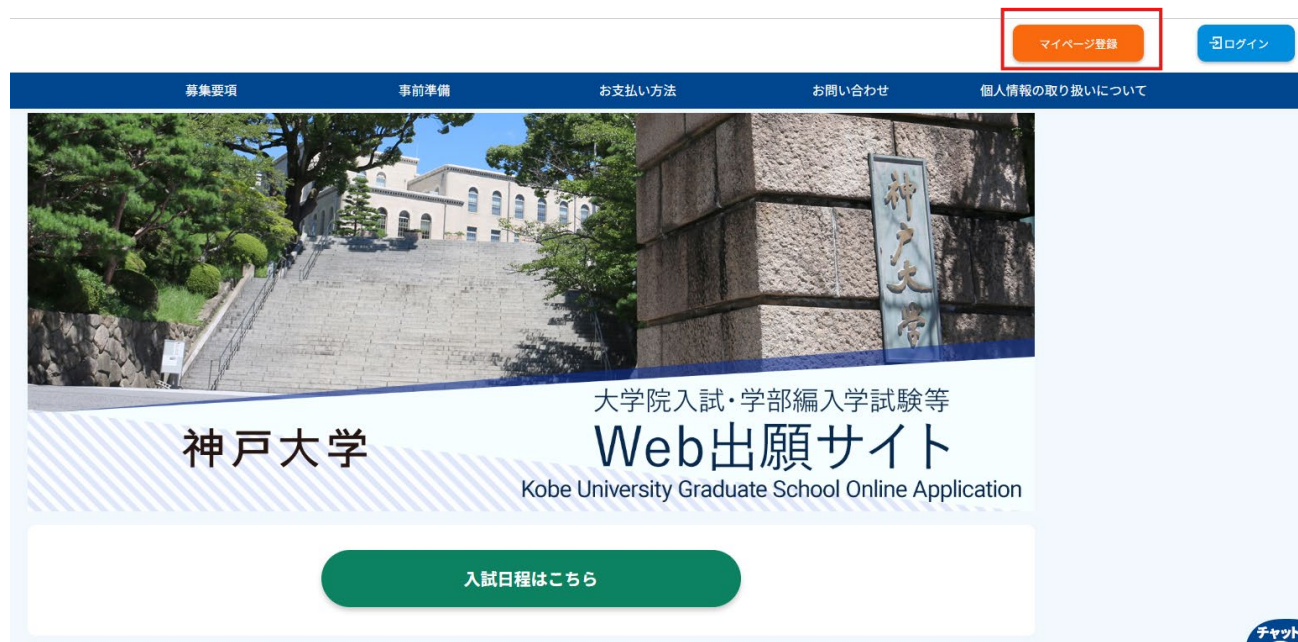 マイページ登録
ログイン
募集要項
事前準備
お支払い方法
お問い合わせ
個人情報の取り扱いについて
神戸大学
大学院入試・学部編入学試験等
神戸大学
Web出願サイト
Kobe University Graduate School Online Application
入試日程はこちら
チャット